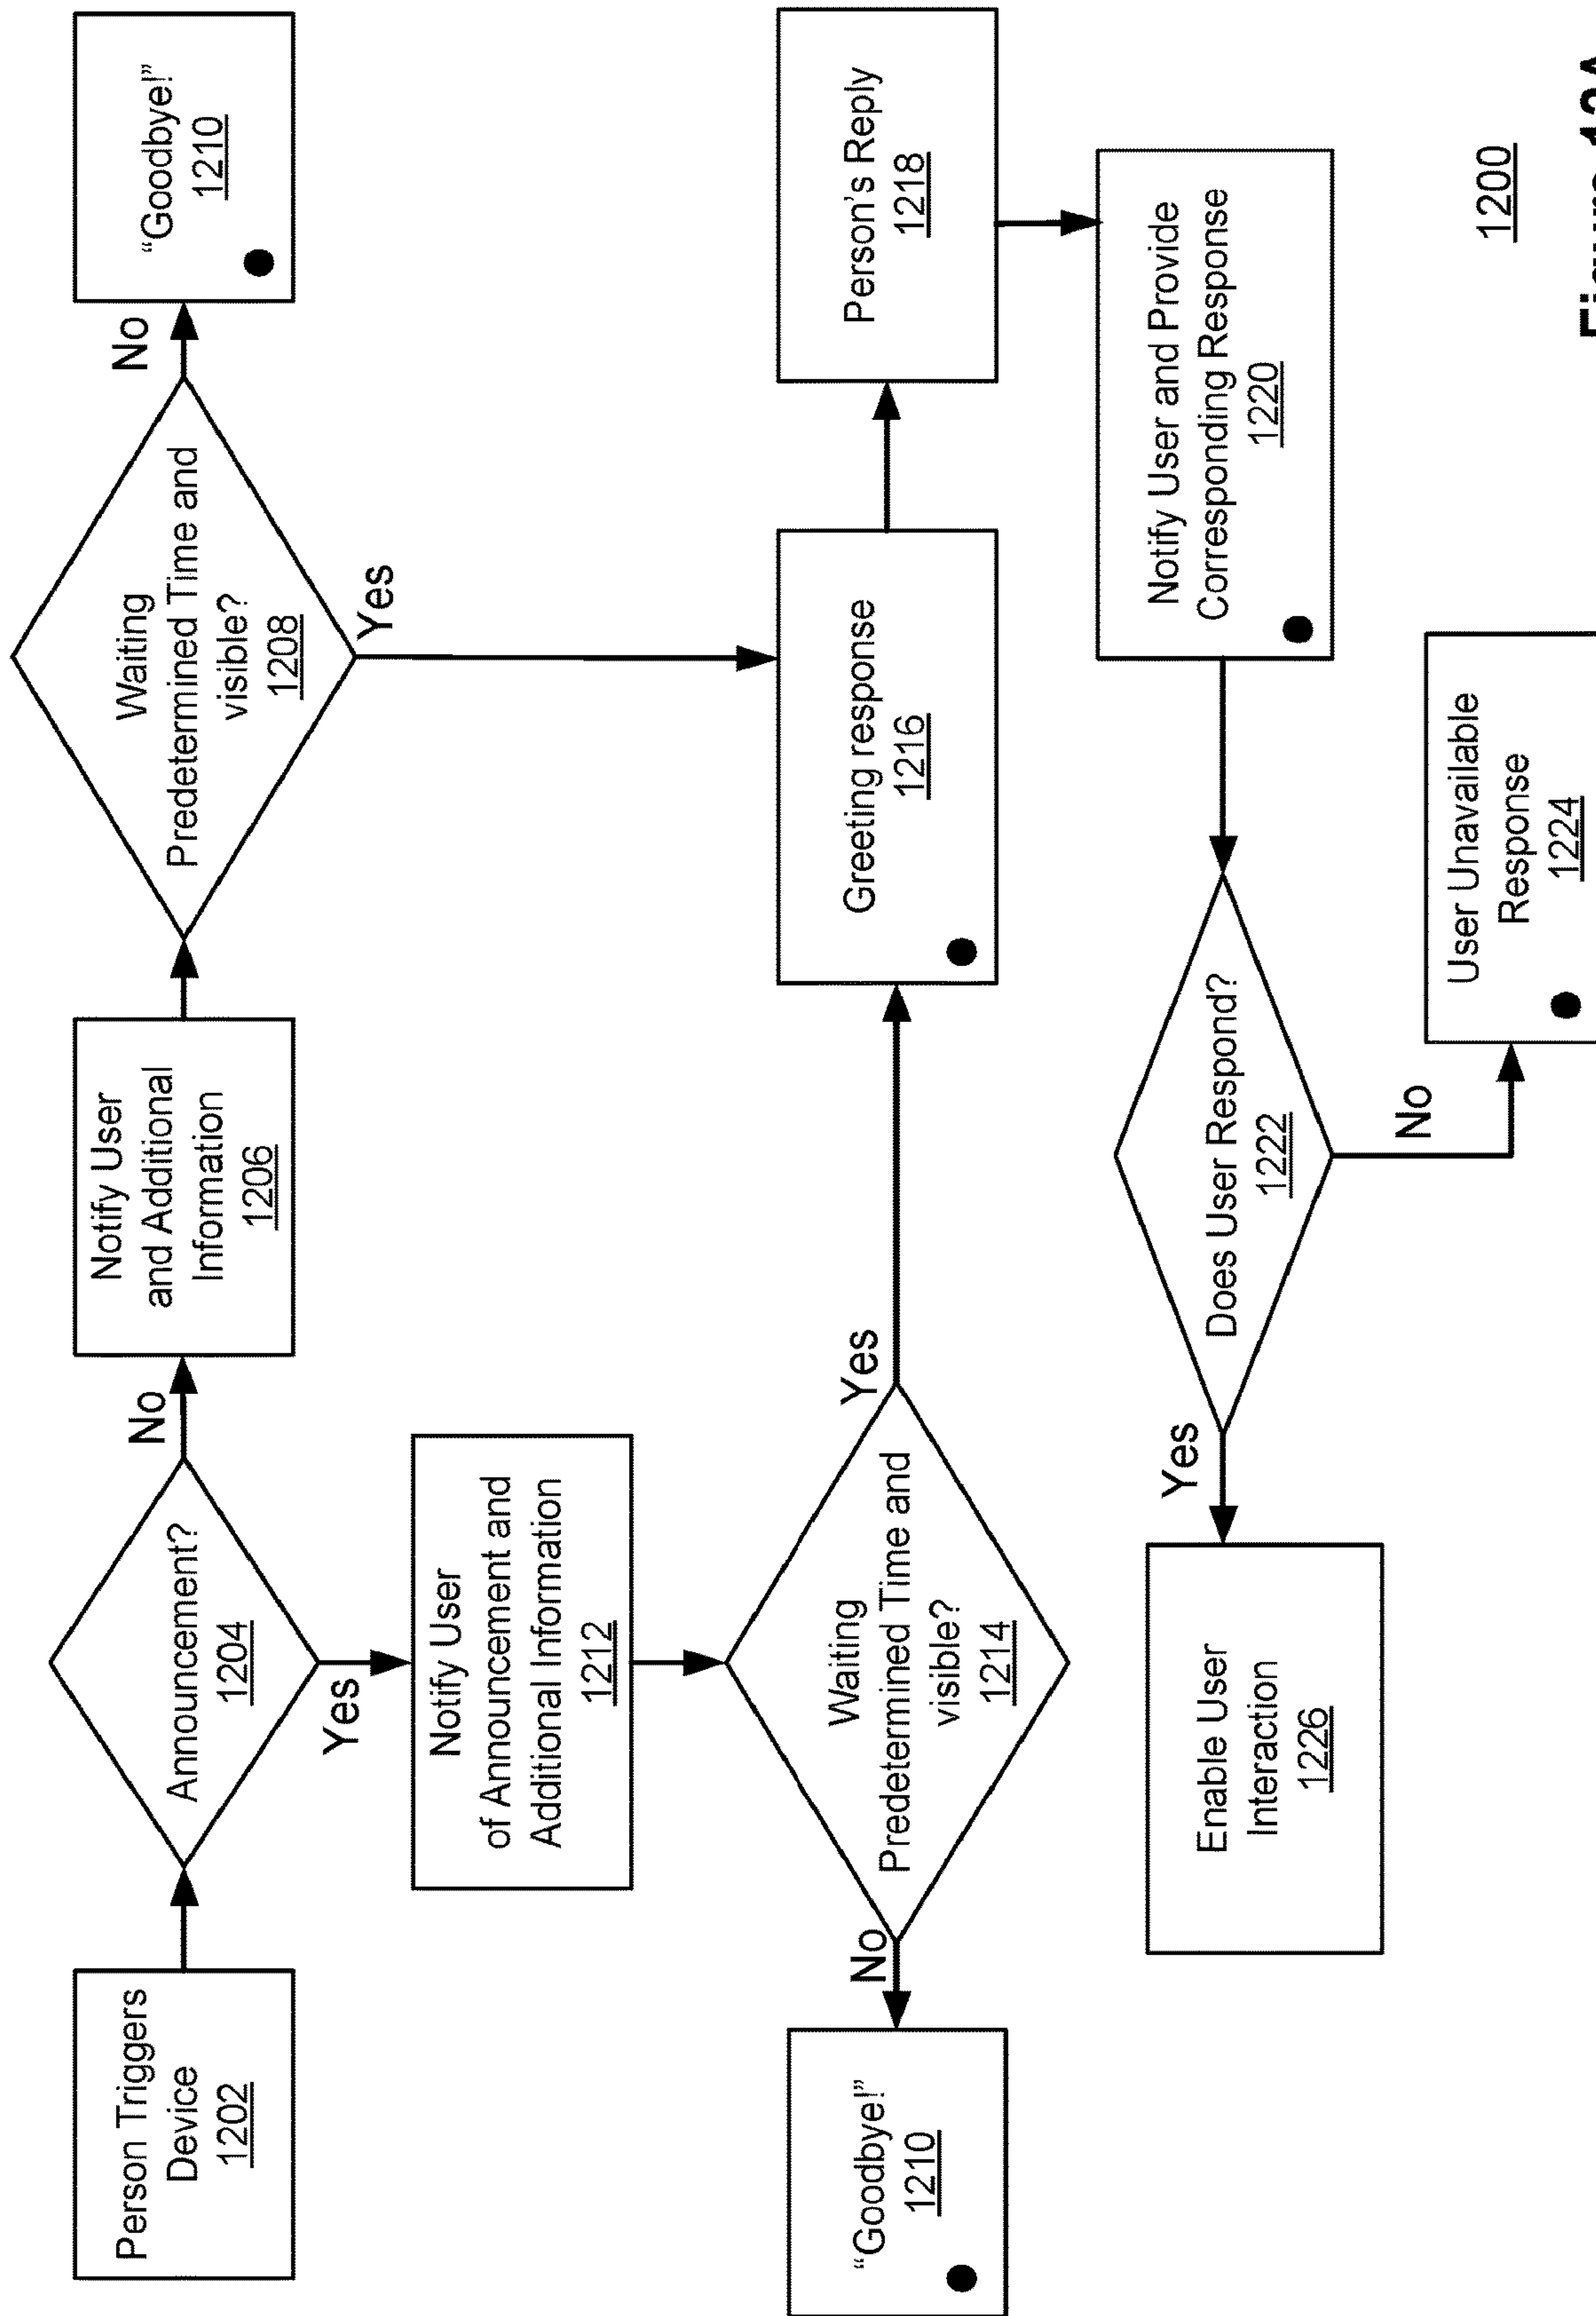 Person Triggers
Device
1202
Announcement?
1204
No
Yes
Notify User
and Additional
Information
1206
Waiting
Predetermined Time and
visible?
1208
No
Yes
“Goodbye!”
1210
Notify User
of Announcement and
Additional Information
1212
“Goodbye!”
1210
No
Waiting
Predetermined Time and
visible?
1214
Yes
Greeting response
1216
Person's Reply
1218
Enable User
Interaction
1226
Yes
Does User Respond?
1222
No
Notify User and Provide
Corresponding Response
1220
User Unavailable
Response
1224
1200
Figure